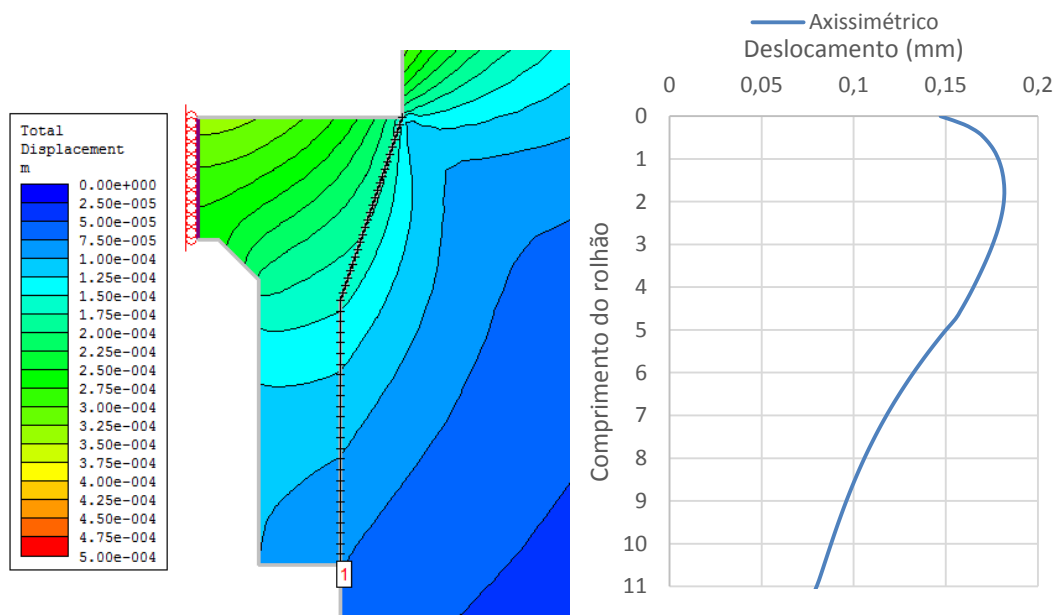 Total
Displacement
m
0.00e+000
2.50e-005
5.00e-005
7.50e-005
1.00e-004
1.25e-004
1.50e-004
1.75e-004
2.00e-004
2.25e-004
2.50e-004
2.75e-004
3.00e-004
3.25e-004
3.50e-004
3.75e-004
4.00e-004
4.25e-004
4.50e-004
4.75e-004
5.00e-004
1
Axissimétrico
Deslocamento (mm)
0 0,05 0,1 0,15 0,2
Comprimento do rolhão
0
1
2
3
4
5
6
7
8
9
10
11